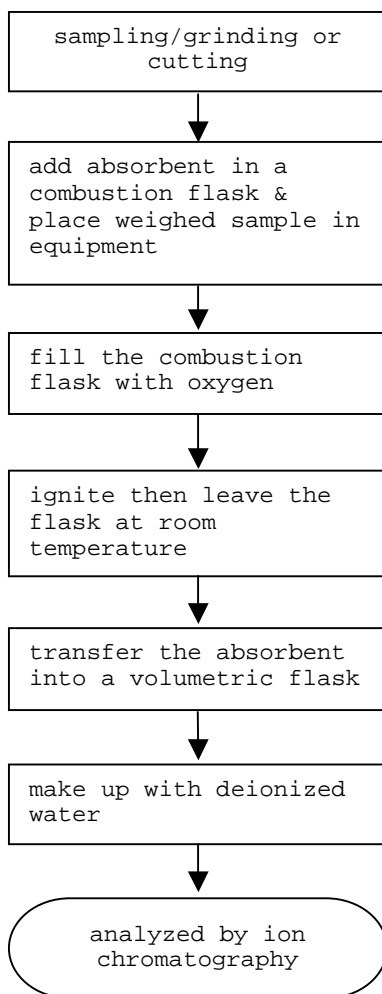 sampling/grinding or
cutting
add absorbent in a
combustion flask &
place weighed sample in
equipment
fill the combustion
flask with oxygen
ignite then leave the
flask at room
temperature
transfer the absorbent
into a volumetric flask
make up with deionized
water
analyzed by ion
chromatography